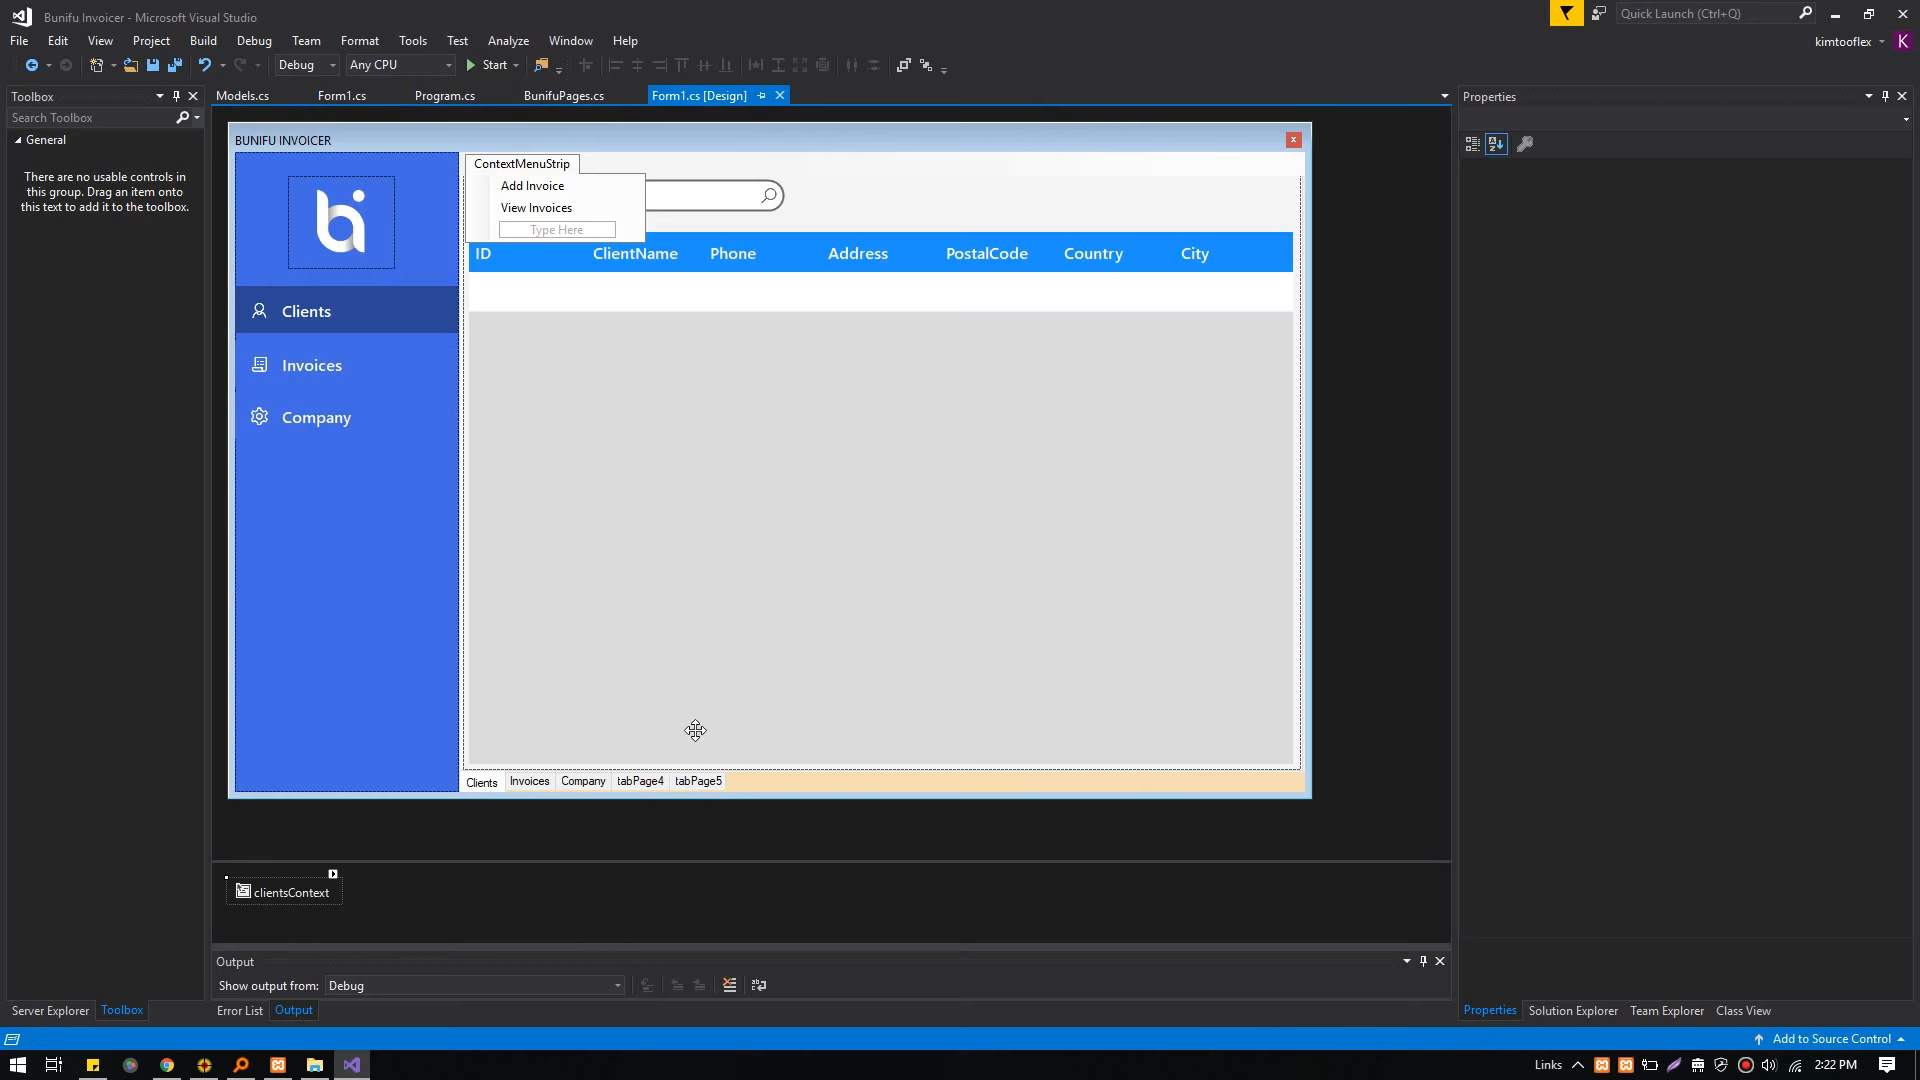 Bunifu Invoicer - Microsoft Visual Studio
Quick Launch (Ctrl+Q)
File Edit View Project Build Debug Team Format Tools Test Analyze Window Help
kimtooflex K
Debug Any CPU Start
Toolbox
Models.cs Form1.cs Program.cs BunifuPages.cs Form1.cs [Design]
Properties
Search Toolbox
General
There are no usable controls in
this group. Drag an item onto
this text to add it to the toolbox.
BUNIFU INVOICER
ContextMenuStrip
Add Invoice
View Invoices
Type Here
bi
ID ClientName Phone Address PostalCode Country City
Clients
Invoices
Company
Clients Invoices Company tabPage4 tabPage5
clientsContext
Output
Show output from: Debug
Server Explorer Toolbox
Error List Output
Properties Solution Explorer Team Explorer Class View
Add to Source Control
Links 2:22 PM